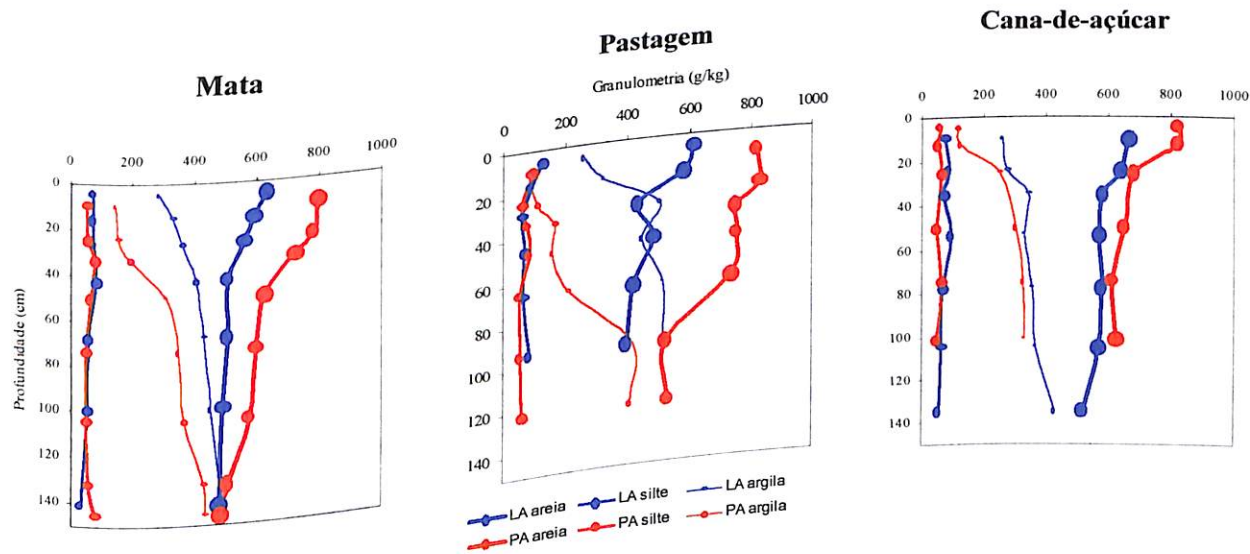 Mata
0 200 400 600 800 1000
Profundidade (cm)
0
20
40
60
80
100
120
140
Pastagem
Granulometria (g/kg)
0 200 400 600 800 1000
0
20
40
60
80
100
120
140
LA areia LA silte LA argila
PA areia PA silte PA argila
Cana-de-açúcar
0 200 400 600 800 1000
0
20
40
60
80
100
120
140